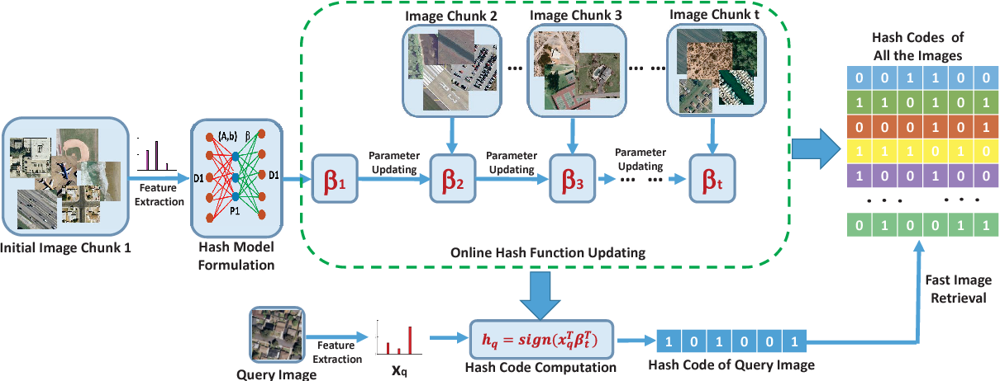 Image Chunk 2
Image Chunk 3
Image Chunk t
... ... ...
Hash Codes of
All the Images
0 0 1 1 0 0
1 1 0 1 0 1
0 0 0 1 0 1
1 1 1 0 1 0
1 0 0 1 0 0
... ...
0 1 0 0 1 1
Initial Image Chunk 1
Feature
Extraction
(A,b) β
D1 D1
P1
Hash Model
Formulation
β1
Parameter
Updating
β2
Parameter
Updating
β3
Parameter
Updating
... ...
βt
Online Hash Function Updating
Fast Image
Retrieval
Query Image
Feature
Extraction
xq
h_q = sign(x_q^T β_t^T)
Hash Code Computation
1 0 1 0 0 1
Hash Code of Query Image